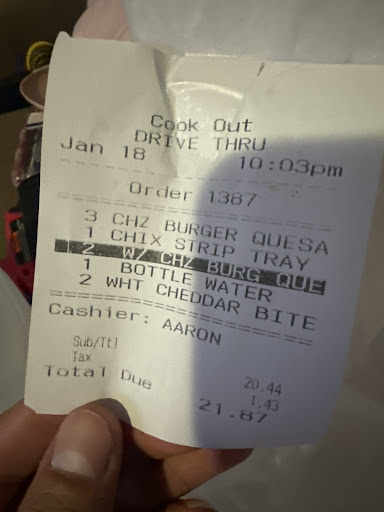 Cook Out
DRIVE THRU
Jan 18 10:03pm
Order 1387
3 CHZ BURGER QUESA
1 CHIX STRIP TRAY
2 W/ CHZ BURG QUE
1 BOTTLE WATER
2 WHT CHEDDAR BITE
Cashier: AARON
Sub/Ttl 20.44
Tax 1.43
Total Due 21.87